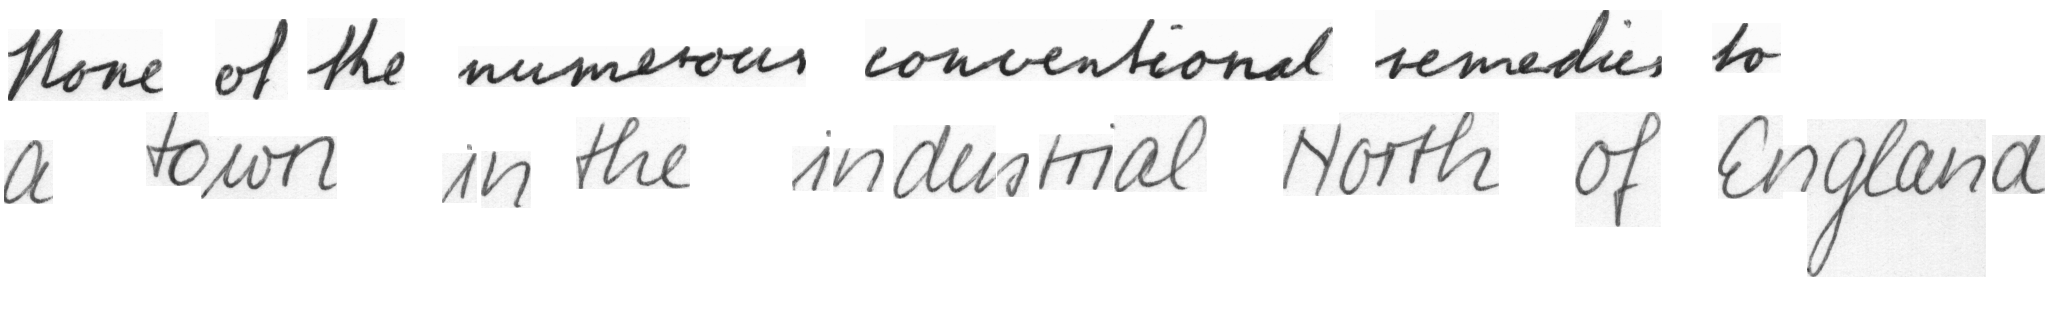 None of the numerous conventional remedies to
a town in the industrial North of England